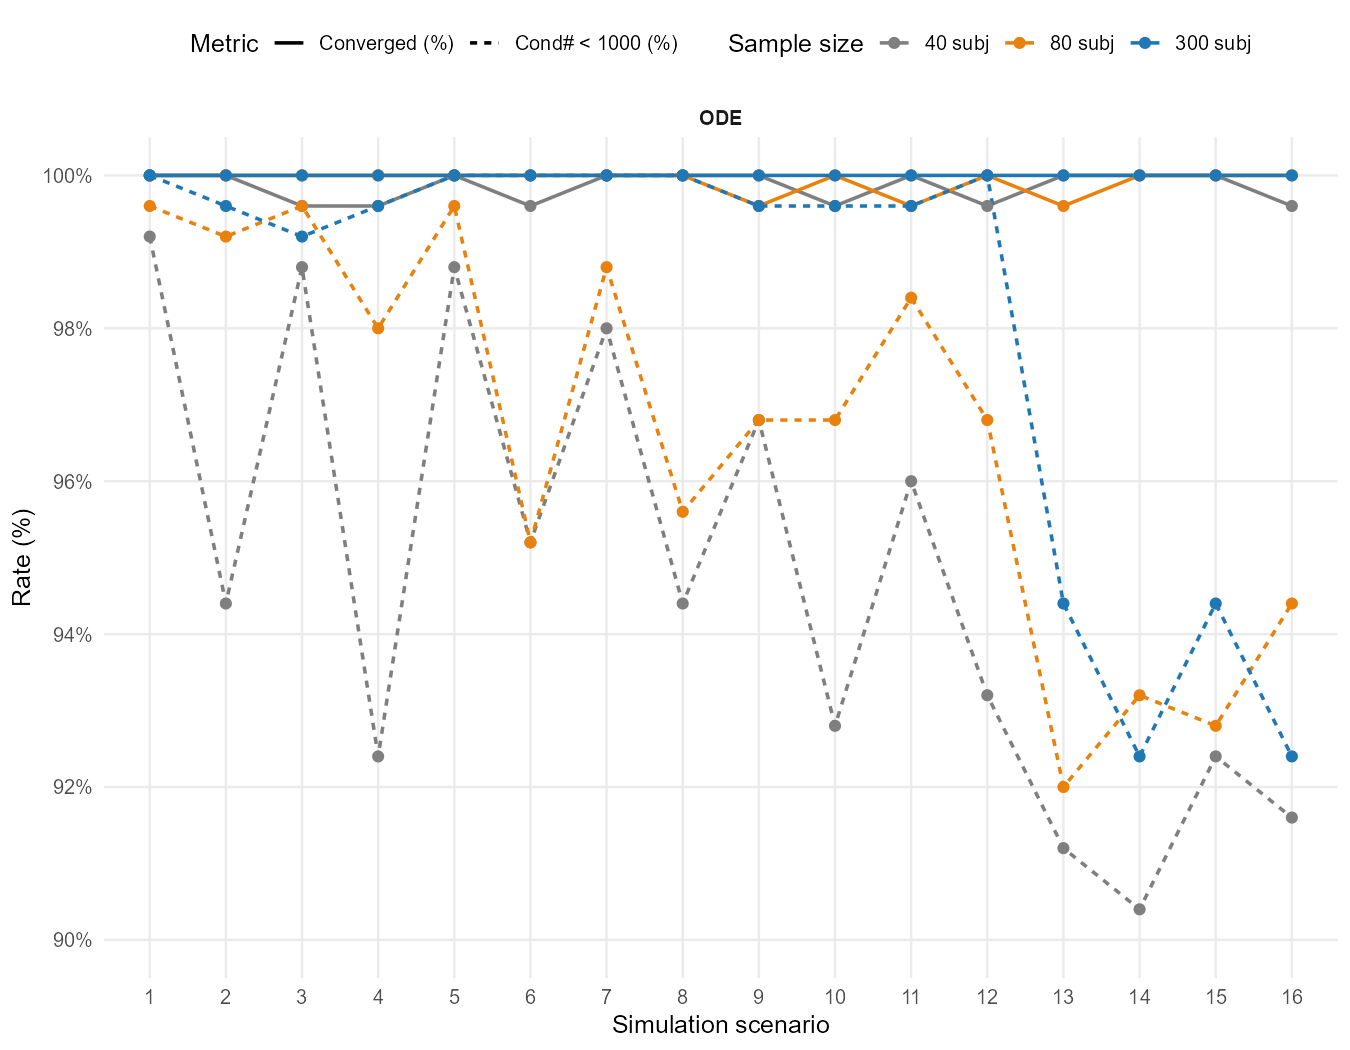 Metric Converged (%) Cond# < 1000 (%) Sample size 40 subj 80 subj 300 subj
ODE
100%
98%
96%
94%
92%
90%
Rate (%)
1 2 3 4 5 6 7 8 9 10 11 12 13 14 15 16
Simulation scenario